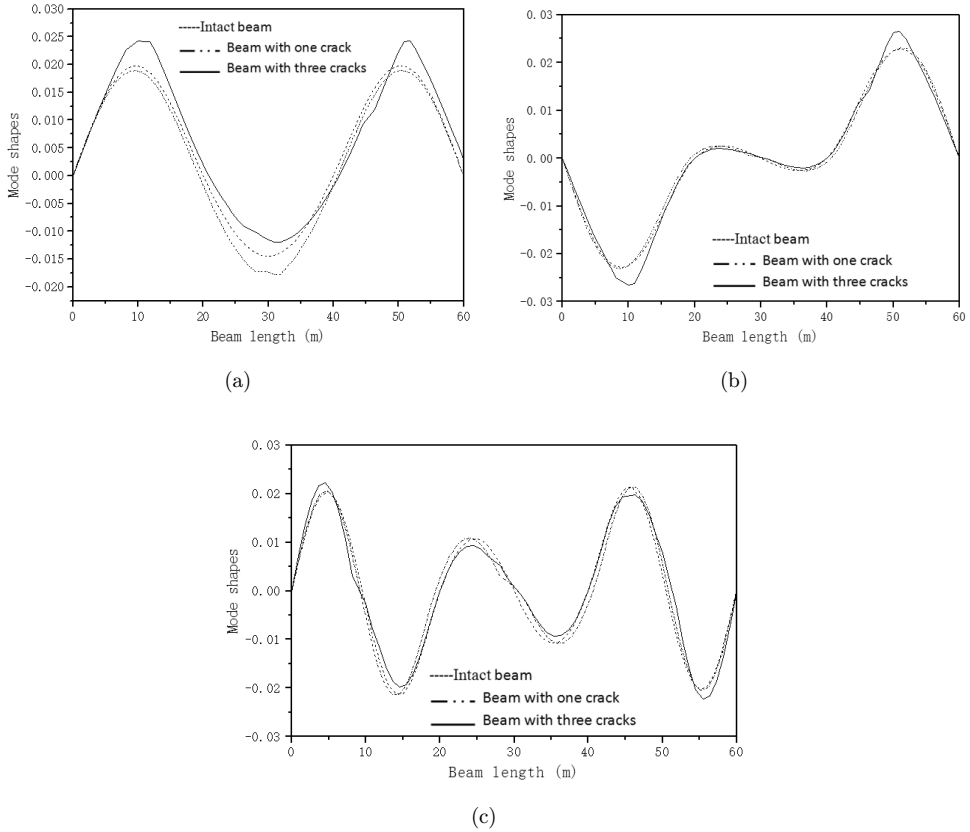 0.030
0.025
0.020
0.015
0.010
0.005
0.000
-0.005
-0.010
-0.015
-0.020
Mode shapes
Intact beam
Beam with one crack
Beam with three cracks
0 10 20 30 40 50 60
Beam length (m)
(a)
0.03
0.02
0.01
0.00
-0.01
-0.02
-0.03
Mode shapes
Intact beam
Beam with one crack
Beam with three cracks
0 10 20 30 40 50 60
Beam length (m)
(b)
0.03
0.02
0.01
0.00
-0.01
-0.02
-0.03
Mode shapes
Intact beam
Beam with one crack
Beam with three cracks
0 10 20 30 40 50 60
Beam length (m)
(c)